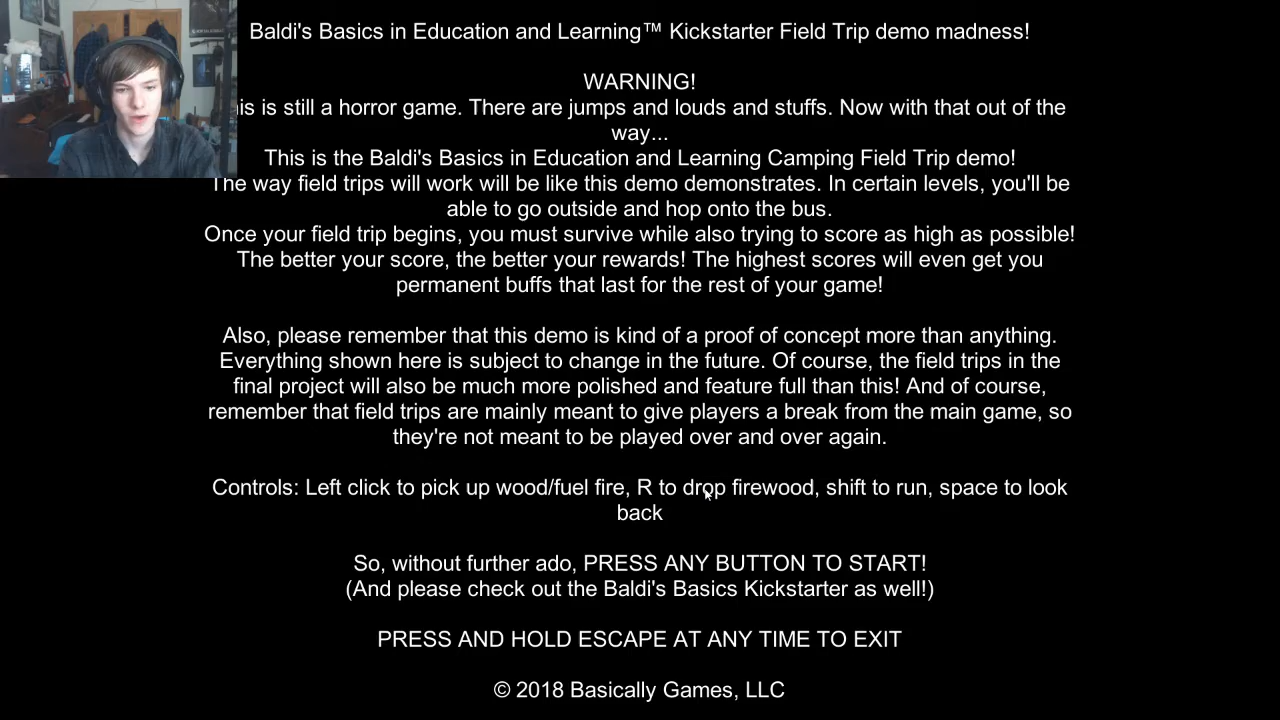 Baldi's Basics in Education and Learning™ Kickstarter Field Trip demo madness!
WARNING!
is is still a horror game. There are jumps and louds and stuffs. Now with that out of the
way...
This is the Baldi's Basics in Education and Learning Camping Field Trip demo!
The way field trips will work will be like this demo demonstrates. In certain levels, you'll be
able to go outside and hop onto the bus.
Once your field trip begins, you must survive while also trying to score as high as possible!
The better your score, the better your rewards! The highest scores will even get you
permanent buffs that last for the rest of your game!
Also, please remember that this demo is kind of a proof of concept more than anything.
Everything shown here is subject to change in the future. Of course, the field trips in the
final project will also be much more polished and feature full than this! And of course,
remember that field trips are mainly meant to give players a break from the main game, so
they're not meant to be played over and over again.
Controls: Left click to pick up wood/fuel fire, R to drop firewood, shift to run, space to look
back
So, without further ado, PRESS ANY BUTTON TO START!
(And please check out the Baldi's Basics Kickstarter as well!)
PRESS AND HOLD ESCAPE AT ANY TIME TO EXIT
© 2018 Basically Games, LLC